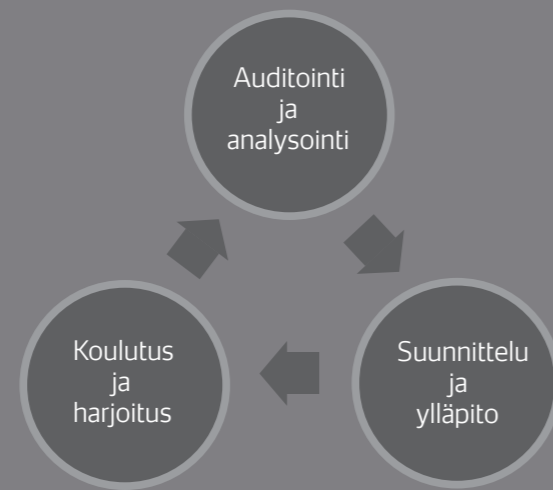 Auditointi
ja
analysointi
Koulutus
ja
harjoitus
Suunnittelu
ja
ylläpito